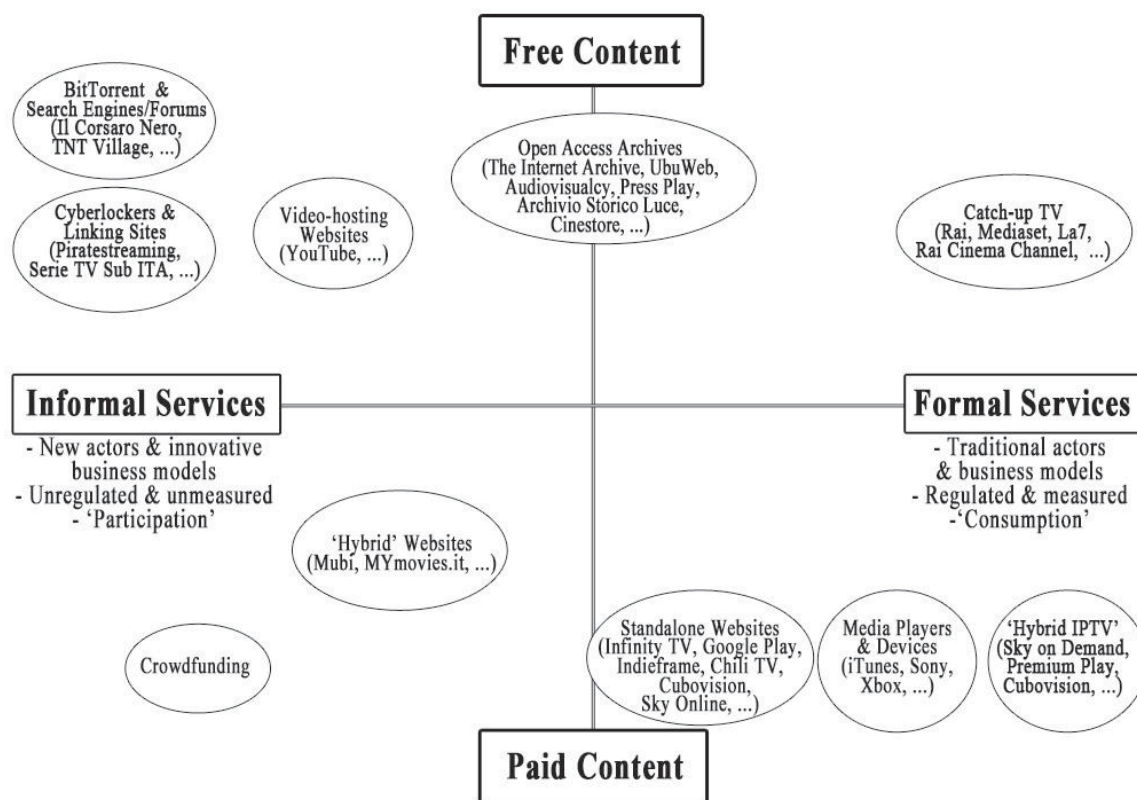 Free Content
BitTorrent &
Search Engines/Forums
(Il Corsaro Nero,
TNT Village, ...)
Open Access Archives
(The Internet Archive, UbuWeb,
Audiovisualcy, Press Play,
Archivio Storico Luce,
Cinestore, ...)
Cyberlockers &
Linking Sites
(Piratestreaming,
Serie TV Sub ITA, ...)
Video-hosting
Websites
(YouTube, ...)
Catch-up TV
(Rai, Mediaset, La7,
Rai Cinema Channel, ...)
Informal Services
- New actors & innovative
business models
- Unregulated & unmeasured
- ‘Participation’
Formal Services
- Traditional actors
& business models
- Regulated & measured
-‘Consumption’
‘Hybrid’ Websites
(Mubi, MYmovies.it, ...)
Crowdfunding
Standalone Websites
(Infinity TV, Google Play,
Indieframe, Chili TV,
Cubovision,
Sky Online, ...)
Media Players
& Devices
(iTunes, Sony,
Xbox, ...)
‘Hybrid IPTV’
(Sky on Demand,
Premium Play,
Cubovision, ...)
Paid Content